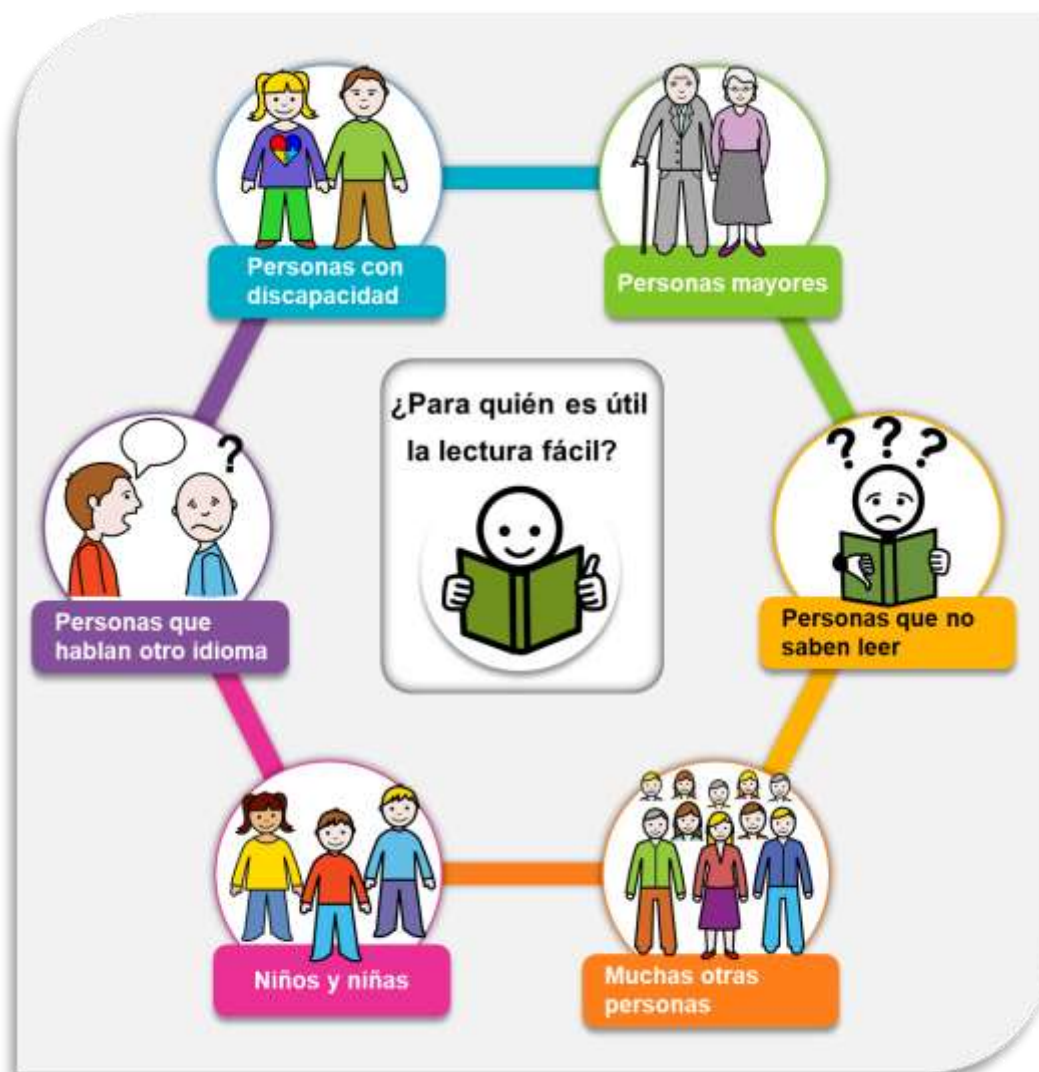 Personas con
discapacidad
Personas mayores
¿Para quién es útil
la lectura fácil?
?
? ? ?
Personas que
hablan otro idioma
Personas que no
saben leer
Niños y niñas
Muchas otras
personas